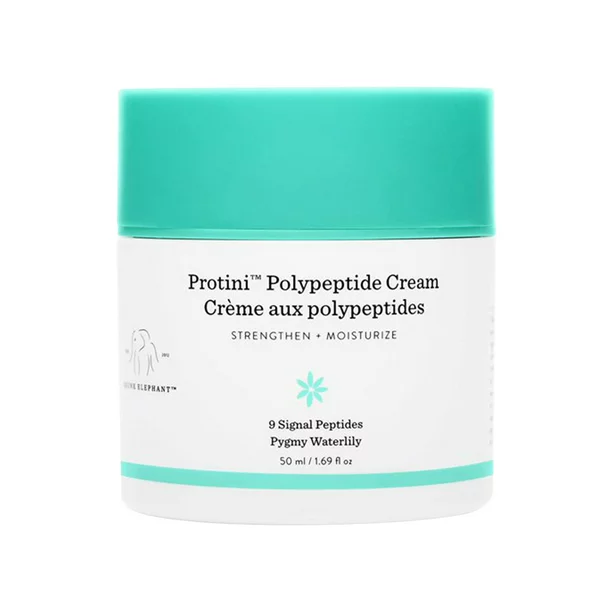 Protini™ Polypeptide Cream
Crème aux polypeptides
STRENGTHEN + MOISTURIZE
ELEPHANT™
9 Signal Peptides
Pygmy Waterlily
50 ml / 1.69 fl oz